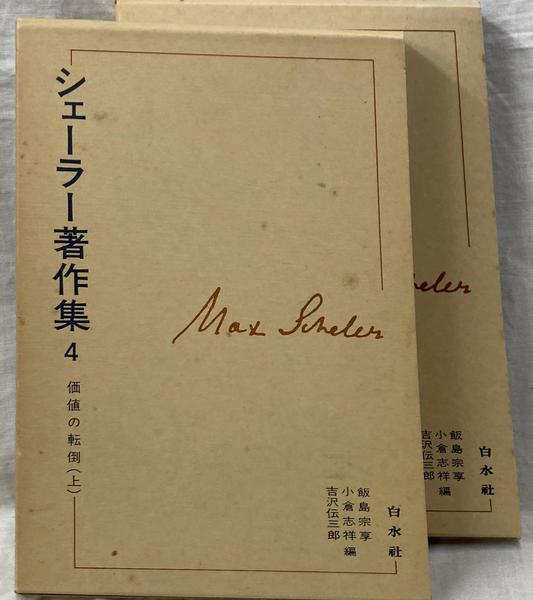 シェーラー著作集
4
価値の転倒(上)
Max Scheler
飯島宗享
小倉志祥 編
吉沢伝三郎
白水社
cheler
飯島宗享
小倉志祥 編
吉沢伝三郎
白水社